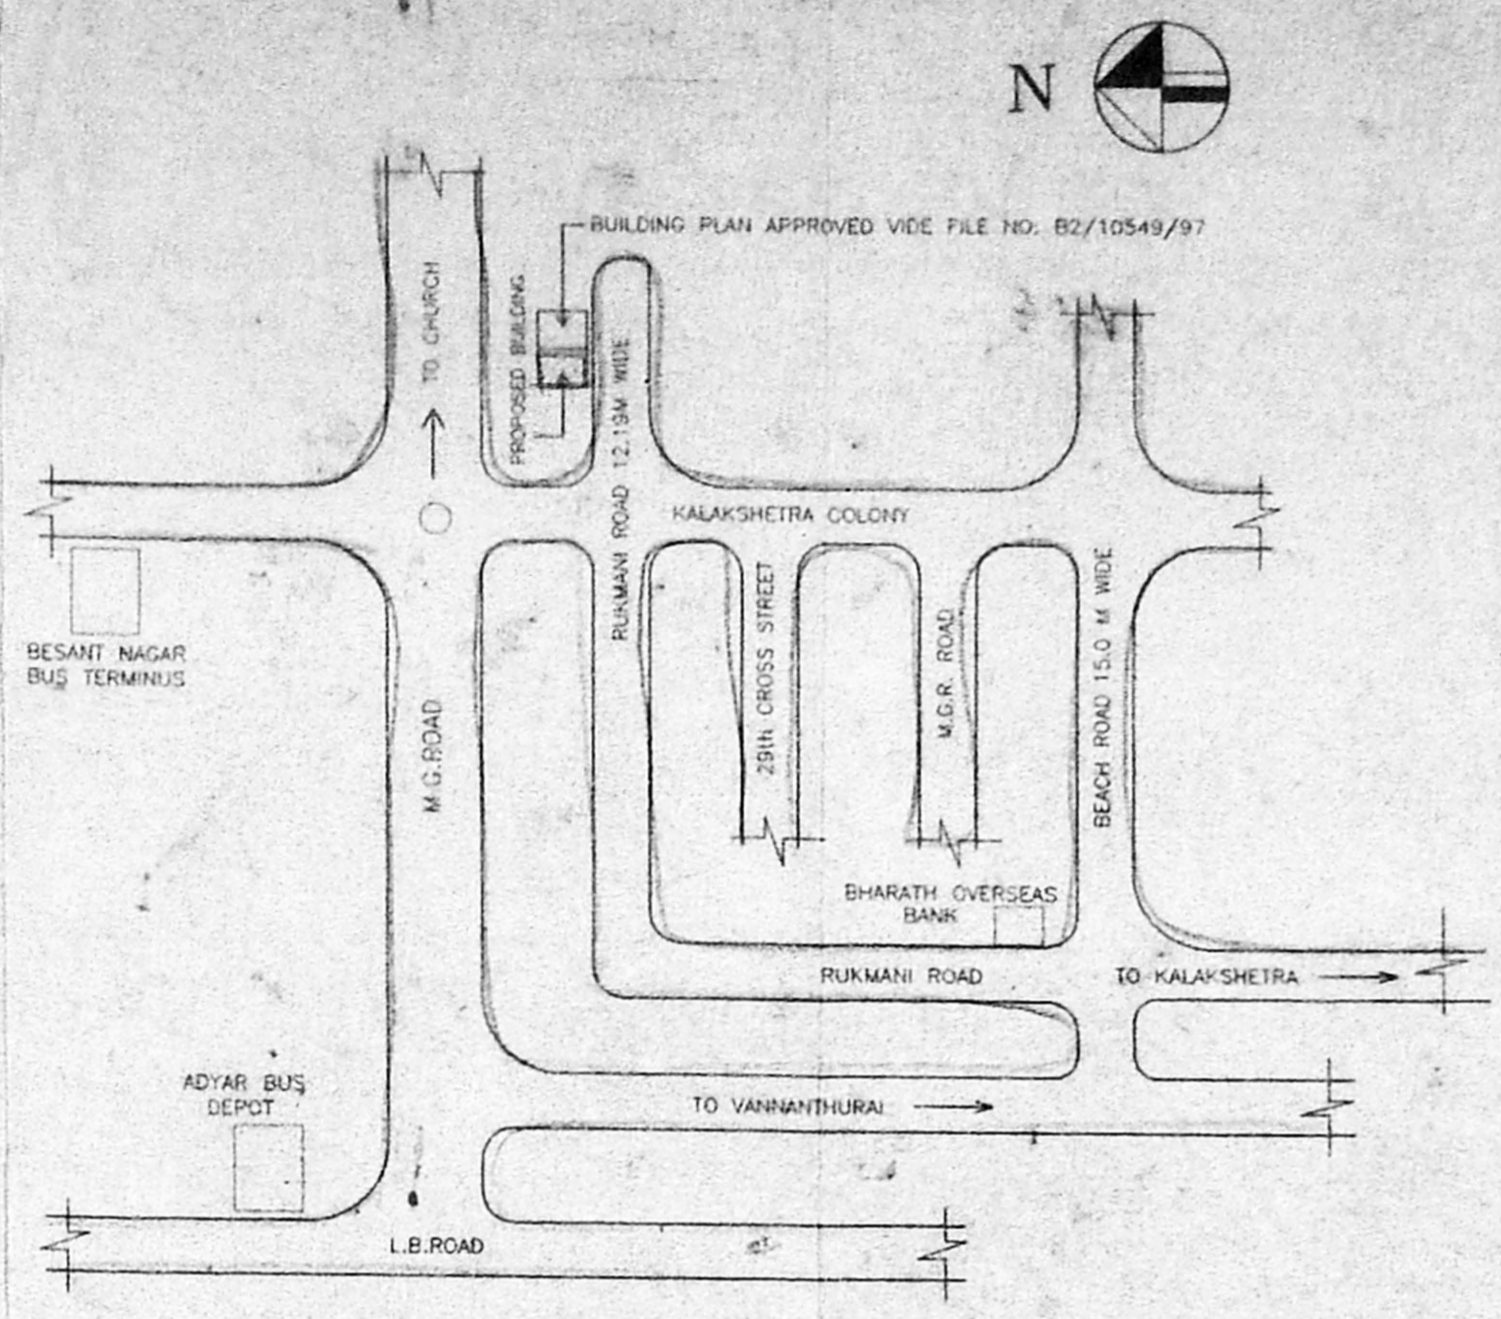 N
BUILDING PLAN APPROVED VIDE FILE NO: B2/10549/97
TO CHURCH
PROPOSED BUILDING
RUKMANI ROAD 12.19M WIDE
KALAKSHETRA COLONY
BESANT NAGAR
BUS TERMINUS
M.G.ROAD
29th CROSS STREET
M.G.R. ROAD
BEACH ROAD 15.0 M WIDE
BHARATH OVERSEAS
BANK
RUKMANI ROAD
TO KALAKSHETRA
ADYAR BUS
DEPOT
TO VANNANTHURAI
L.B.ROAD